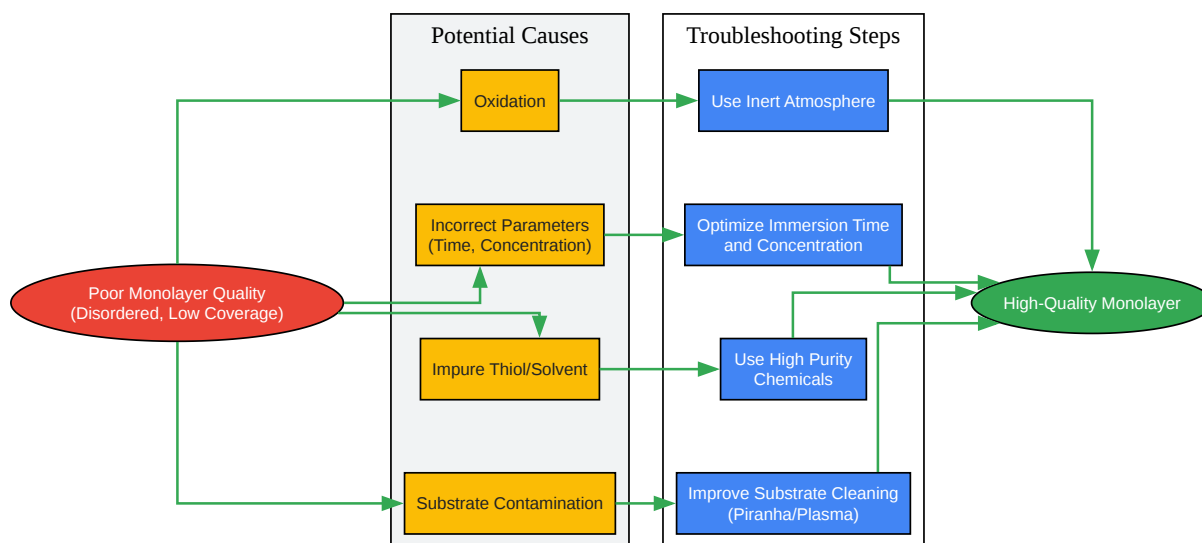 Potential Causes
Troubleshooting Steps
Oxidation
Use Inert Atmosphere
Incorrect Parameters
(Time, Concentration)
Optimize Immersion Time
and Concentration
Poor Monolayer Quality
(Disordered, Low Coverage)
High-Quality Monolayer
Impure Thiol/Solvent
Use High Purity
Chemicals
Substrate Contamination
Improve Substrate Cleaning
(Piranha/Plasma)